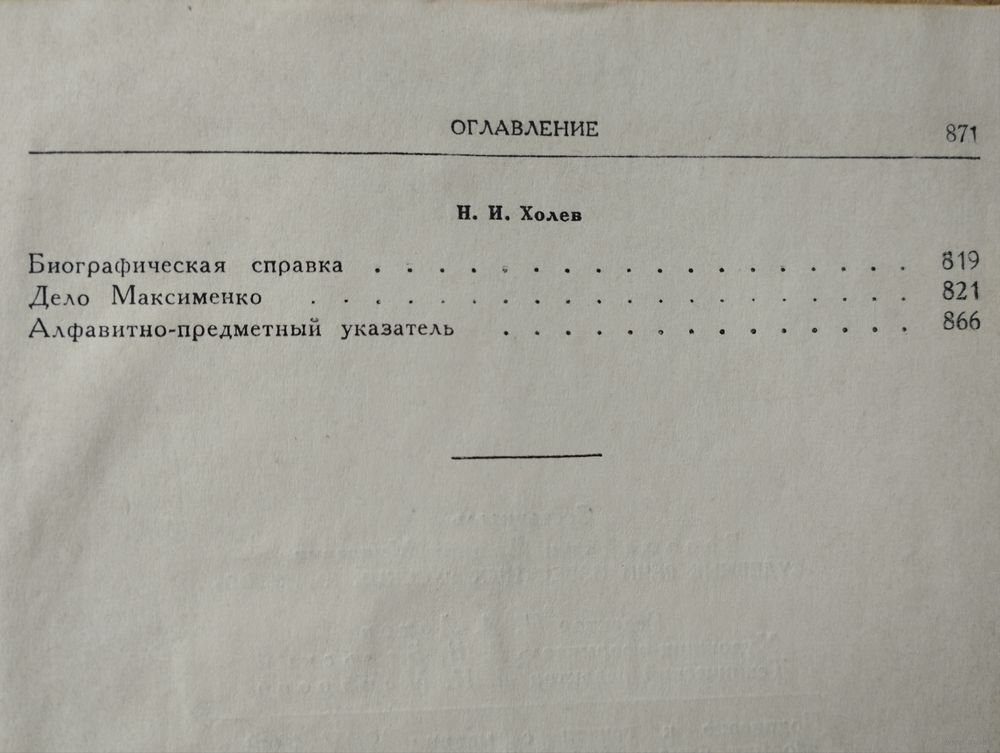 ОГЛАВЛЕНИЕ 871
Н. И. Холев
Биографическая справка . . . . . . . . . . . . . . . . . . 819
Дело Максименко . . . . . . . . . . . . . . . . . . . . 821
Алфавитно-предметный указатель . . . . . . . . . . . . . . 866